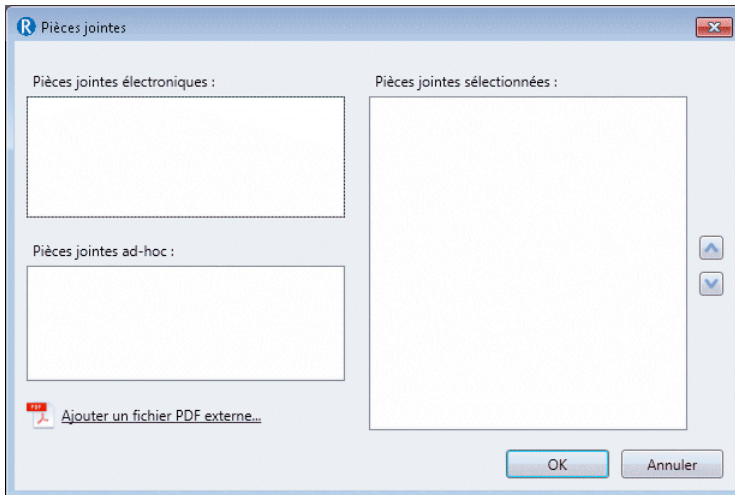 R Pièces jointes
Pièces jointes électroniques :
Pièces jointes sélectionnées :
Pièces jointes ad-hoc :
PDF
Ajouter un fichier PDF externe...
OK
Annuler